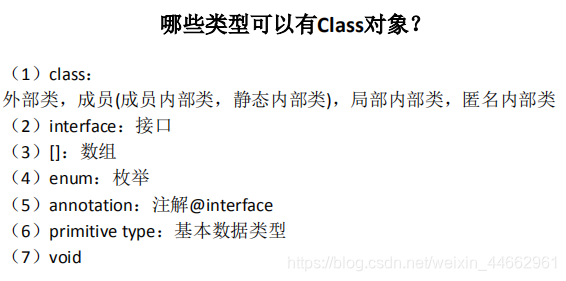 哪些类型可以有Class对象？
（1）class：
外部类，成员(成员内部类，静态内部类)，局部内部类，匿名内部类
（2）interface：接口
（3）[]：数组
（4）enum：枚举
（5）annotation：注解@interface
（6）primitive type：基本数据类型
（7）void
https://blog.csdn.net/weixin_44662961